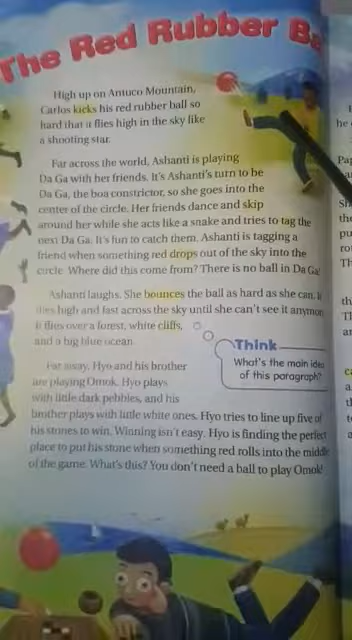 The Red Rubber Ba
High up on Antuco Mountain,
Carlos kicks his red rubber ball so
hard that it flies high in the sky like
a shooting star.
Far across the world, Ashanti is playing
Da Ga with her friends. It's Ashanti's turn to be
Da Ga, the boa constrictor, so she goes into the
center of the circle. Her friends dance and skip
around her while she acts like a snake and tries to tag the
next Da Ga. It's fun to catch them. Ashanti is tagging a
friend when something red drops out of the sky into the
circle. Where did this come from? There is no ball in Da Ga!
Ashanti laughs. She bounces the ball as hard as she can. It
flies high and fast across the sky until she can't see it anymor
It flies over a forest, white cliffs,
and a big blue ocean.
Think
What's the main idea
of this paragraph?
Far away, Hyo and his brother
are playing Omok. Hyo plays
with little dark pebbles, and his
brother plays with little white ones. Hyo tries to line up five of
his stones to win. Winning isn't easy. Hyo is finding the perfect
place to put his stone when something red rolls into the middle
of the game. What's this? You don't need a ball to play Omok!